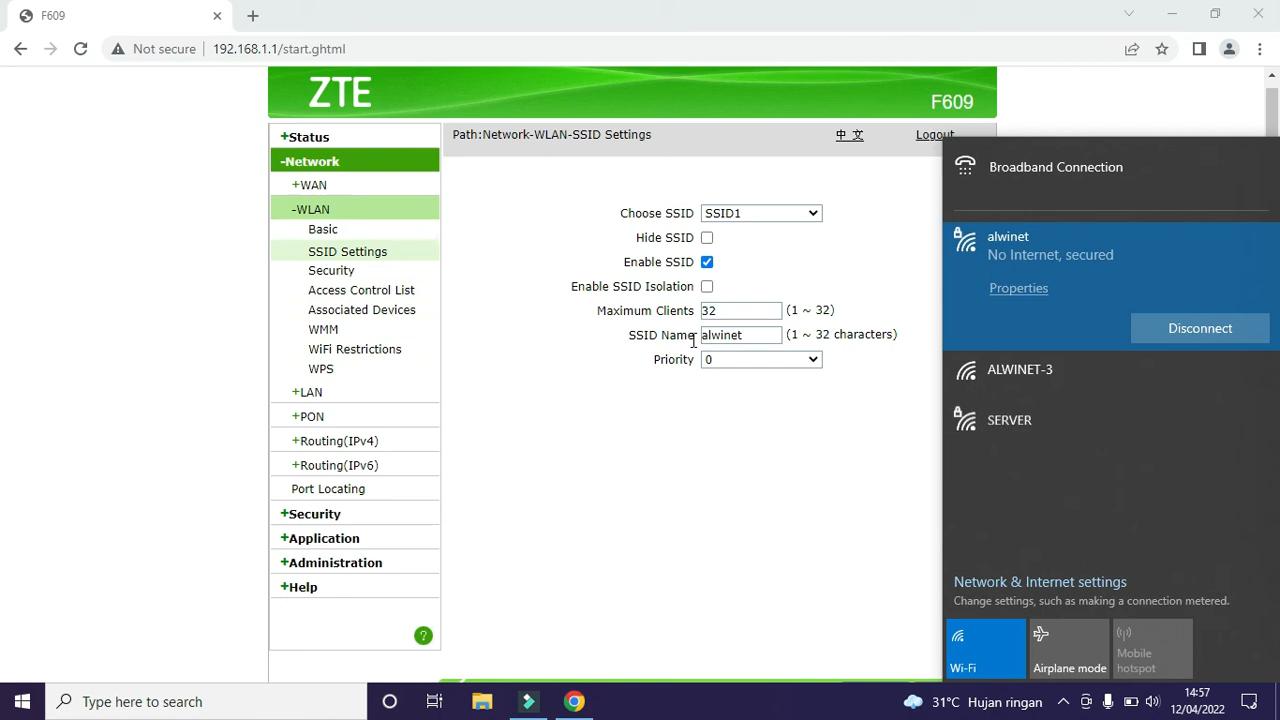 F609
Not secure
192.168.1.1/start.ghtml
ZTE
F609
+Status
Path:Network-WLAN-SSID Settings
中 文
Logout
-Network
+WAN
-WLAN
Basic
SSID Settings
Security
Access Control List
Associated Devices
WMM
WiFi Restrictions
WPS
+LAN
+PON
+Routing(IPv4)
+Routing(IPv6)
Port Locating
+Security
+Application
+Administration
+Help
?
Choose SSID SSID1
Hide SSID
Enable SSID
Enable SSID Isolation
Maximum Clients 32 (1 ~ 32)
SSID Name alwinet (1 ~ 32 characters)
Priority 0
Broadband Connection
alwinet
No Internet, secured
Properties
Disconnect
ALWINET-3
SERVER
Network & Internet settings
Change settings, such as making a connection metered.
Wi-Fi
Airplane mode
Mobile
hotspot
Type here to search
31°C Hujan ringan
14:57
12/04/2022